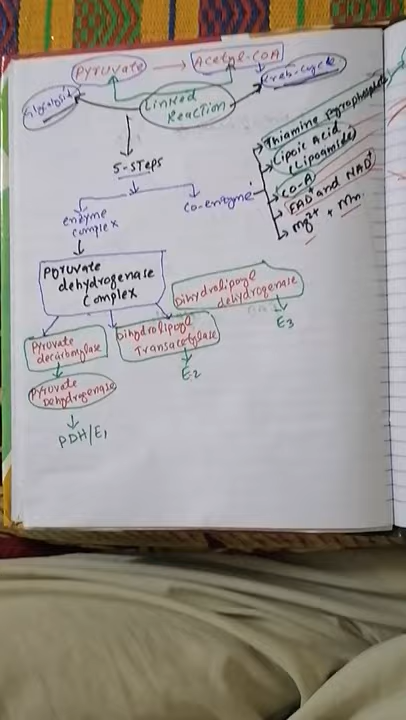 Pyruvate → Acetyl-COA
Kreb-Cycle
Glycolysis
Linked
Reaction
5-Steps
enzyme
complex
Co-enzyme
Thiamine pyrophosphate
Lipoic Acid
(Lipoamide)
CO-A
FAD⁺ and NAD⁺
Mg²⁺ + Mn
Pyruvate
dehydrogenase
Complex
Dihydrolipoyl
dehydrogenase
E3
Pyruvate
decarboxylase
Dihydrolipoyl
Transacetylase
E2
Pyruvate
Dehydrogenase
PDH/E1